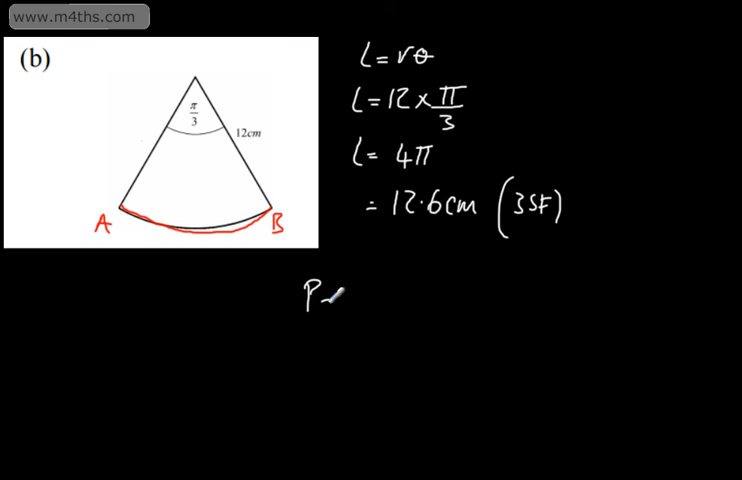 www.m4ths.com
(b)
π/3
12cm
A
B
l = rθ
l = 12 × π/3
l = 4π
= 12.6cm (3SF)
P